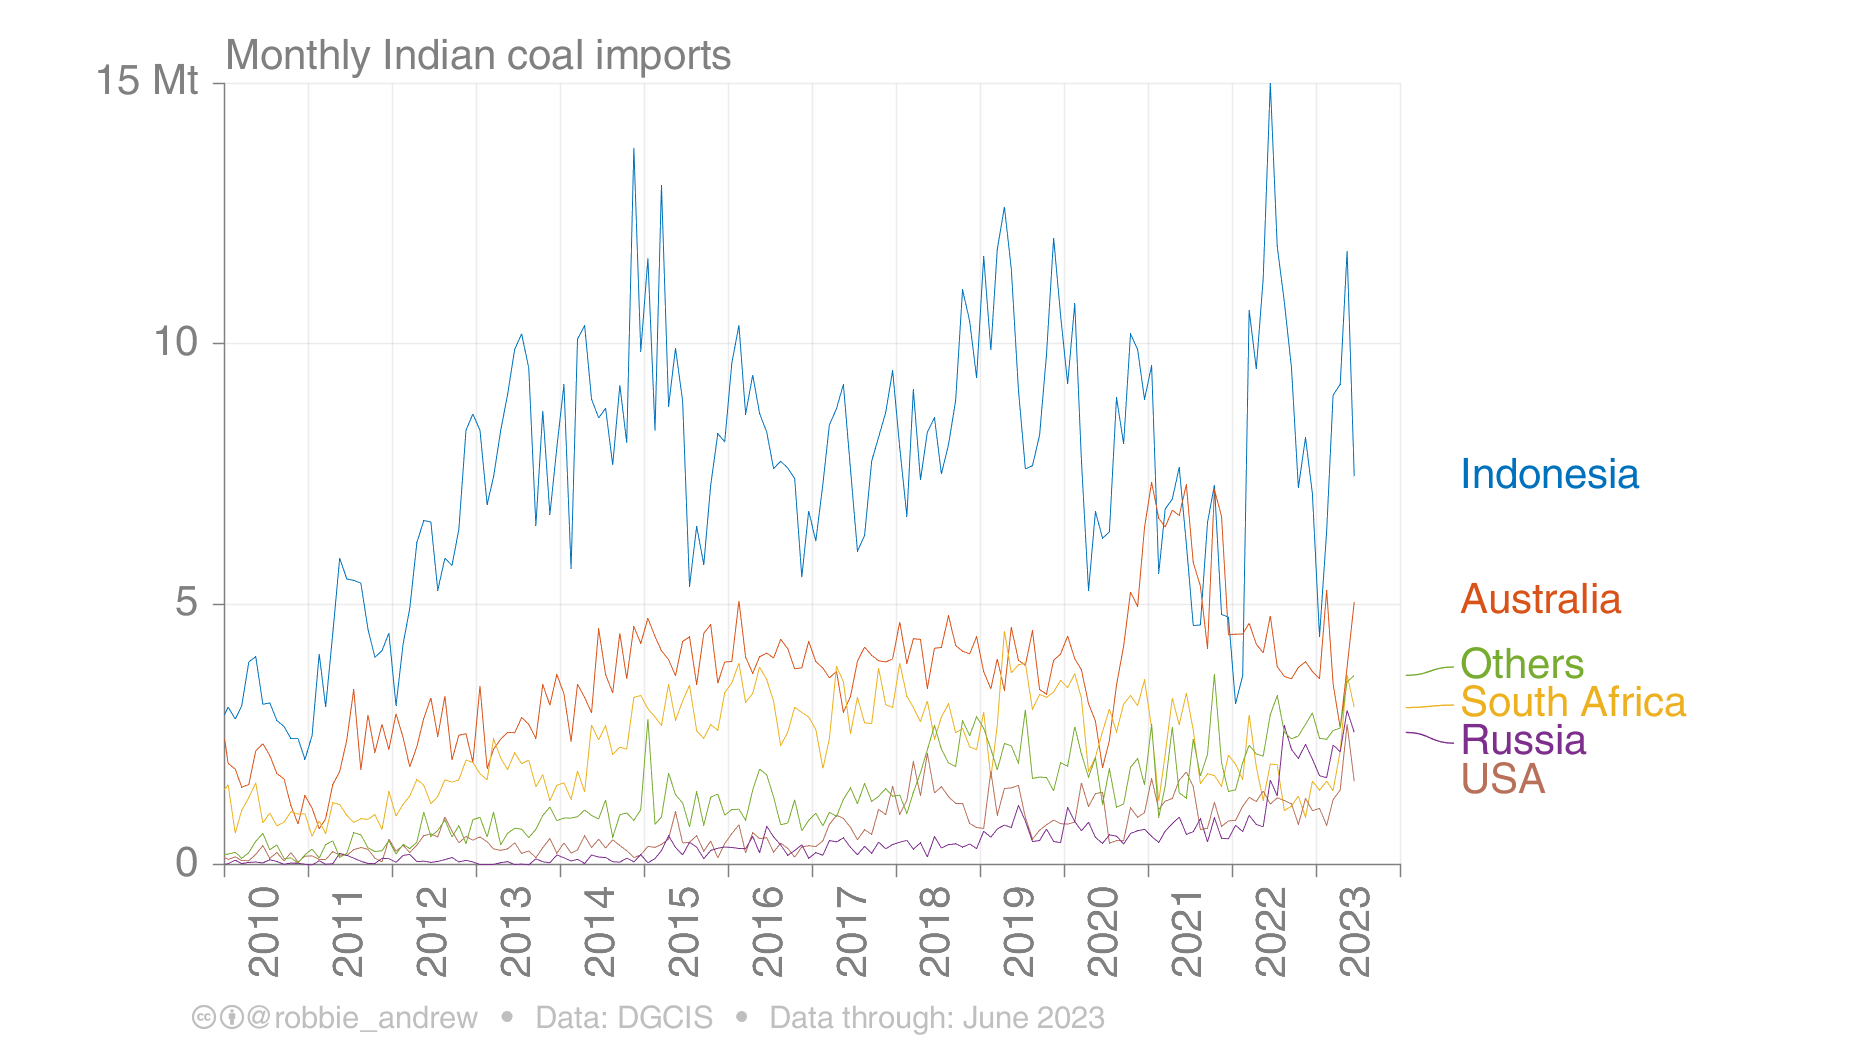 Monthly Indian coal imports
15 Mt
10
5
0
Indonesia
Australia
Others
South Africa
Russia
USA
2010 2011 2012 2013 2014 2015 2016 2017 2018 2019 2020 2021 2022 2023
@robbie_andrew • Data: DGCIS • Data through: June 2023